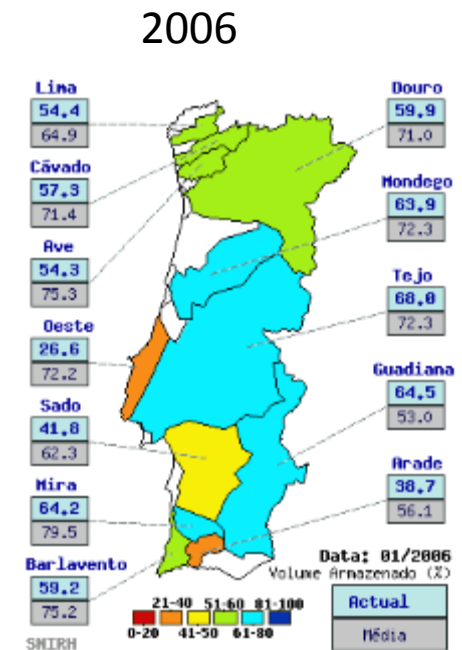 2006
Lima
54.4
64.9
Cãvado
57.3
71.4
Ave
54.3
75.3
Oeste
26.6
72.2
Sado
41.8
62.3
Mira
64.2
79.5
Barlavento
59.2
75.2
Douro
59.9
71.0
Mondego
63.9
72.3
Tejo
68.0
72.3
Guadiana
64.5
53.0
Arade
38.7
56.1
Data: 01/2006
Volume Armazenado (%)
Actual
Média
21-40 51-60 81-100
0-20 41-50 61-80
SNIRH